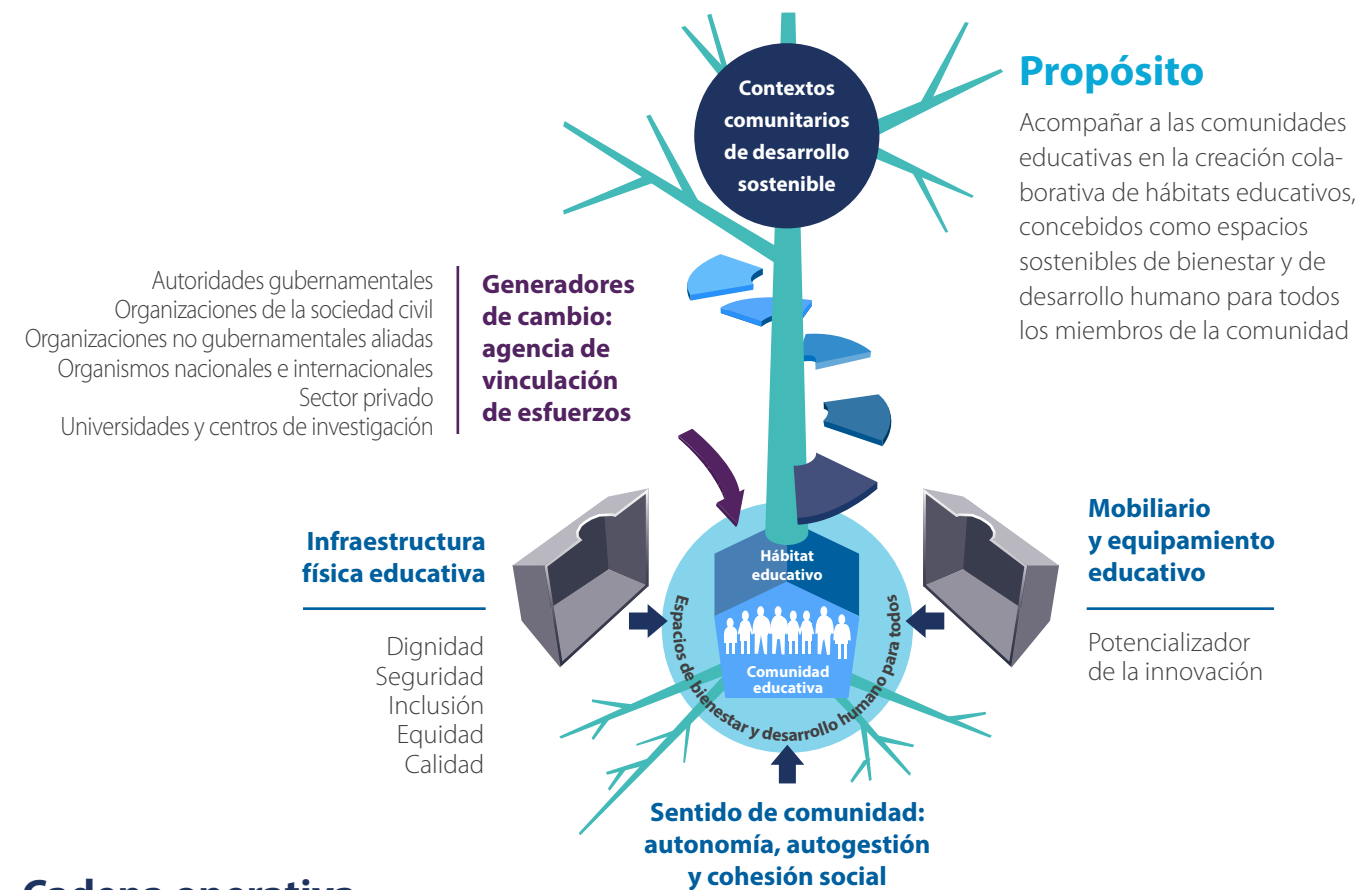 Contextos
comunitarios
de desarrollo
sostenible
Propósito
Acompañar a las comunidades
educativas en la creación cola-
borativa de hábitats educativos,
concebidos como espacios
sostenibles de bienestar y de
desarrollo humano para todos
los miembros de la comunidad
Autoridades gubernamentales
Organizaciones de la sociedad civil
Organizaciones no gubernamentales aliadas
Organismos nacionales e internacionales
Sector privado
Universidades y centros de investigación
Generadores
de cambio:
agencia de
vinculación
de esfuerzos
Infraestructura
física educativa
Dignidad
Seguridad
Inclusión
Equidad
Calidad
Hábitat
educativo
Comunidad
educativa
Espacios de bienestar y desarrollo humano para todos
Mobiliario
y equipamiento
educativo
Potencializador
de la innovación
Sentido de comunidad:
autonomía, autogestión
y cohesión social
Cadena operativa